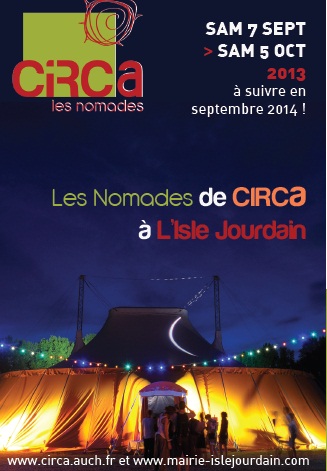 CIRCa
les nomades
SAM 7 SEPT
> SAM 5 OCT
2013
à suivre en
septembre 2014 !
Les Nomades de CIRCa
à L'Isle Jourdain
www.circa.auch.fr et www.mairie-islejourdain.com